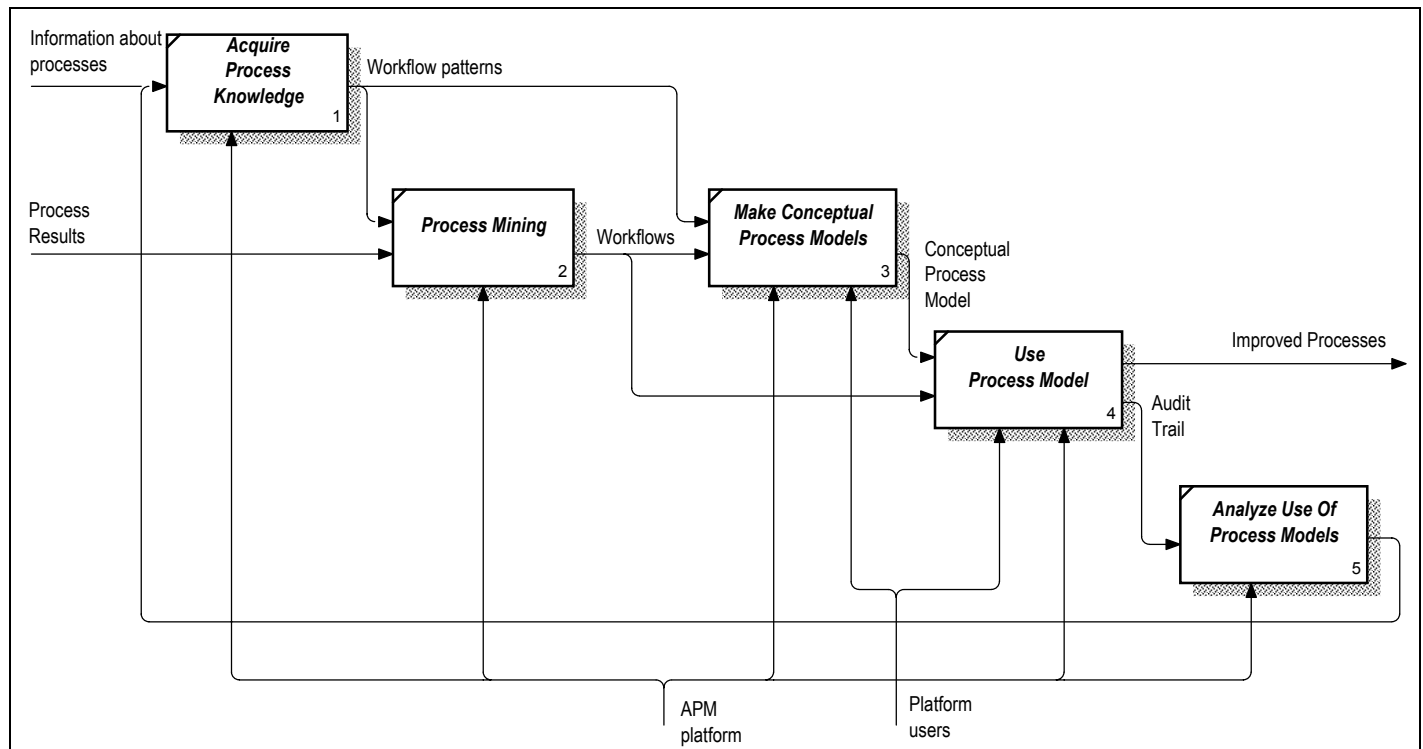 Information about
processes
Acquire
Process
Knowledge
1
Workflow patterns
Process
Results
Process Mining
2
Workflows
Make Conceptual
Process Models
3
Conceptual
Process
Model
Use
Process Model
4
Improved Processes
Audit
Trail
Analyze Use Of
Process Models
5
APM
platform
Platform
users